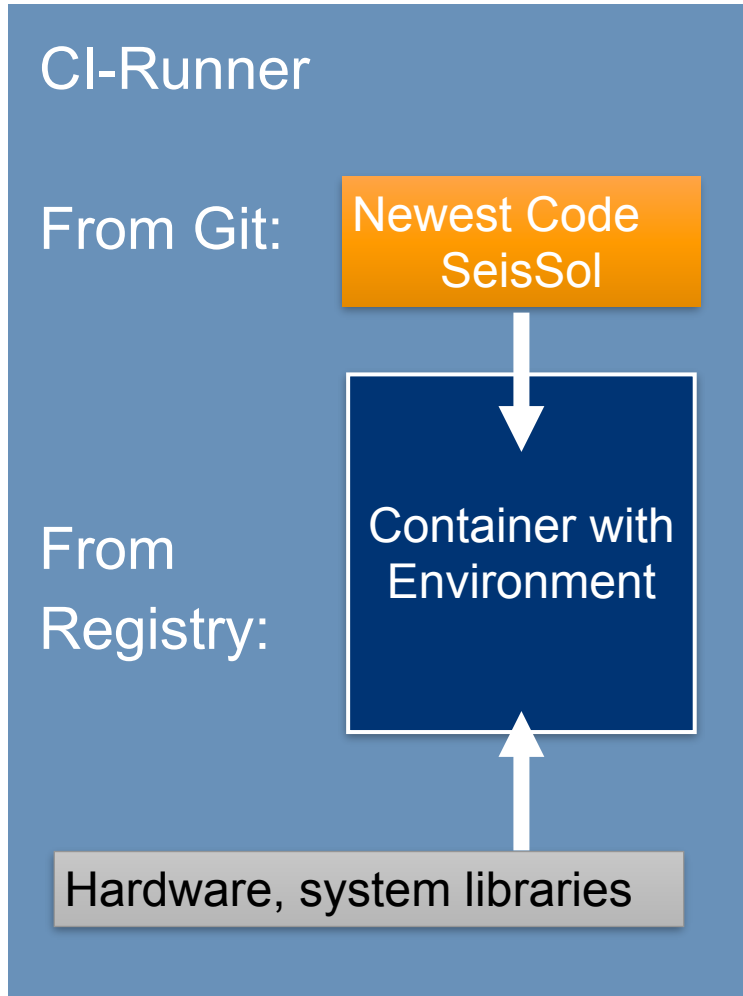 CI-Runner
From Git:
Newest Code
SeisSol
Container with
Environment
From
Registry:
Hardware, system libraries